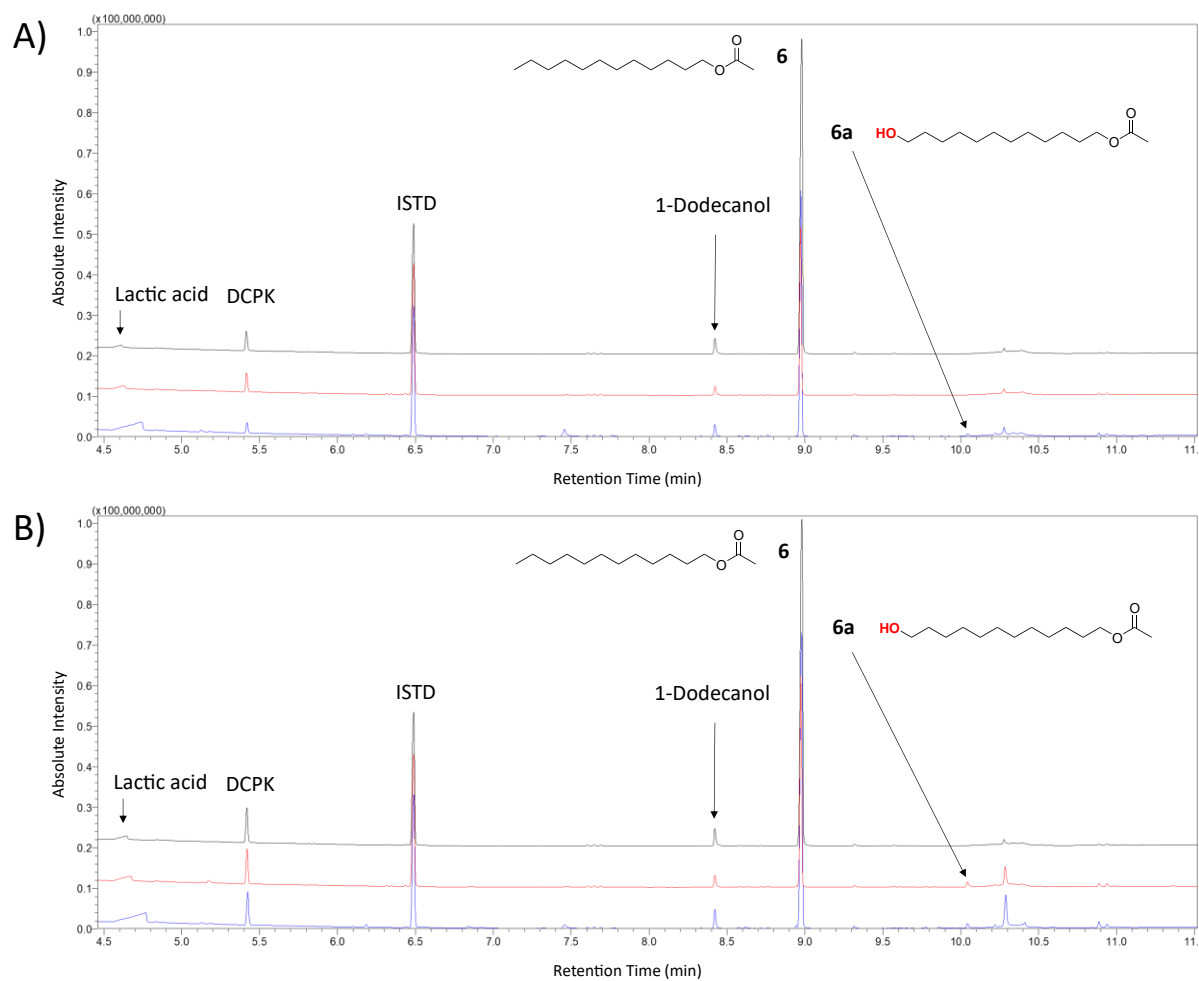 A)
(x100,000,000)
1.0
0.9
0.8
0.7
0.6
0.5
0.4
0.3
0.2
0.1
0.0
Absolute Intensity
O
O
6
6a
HO
O
O
ISTD
1-Dodecanol
Lactic acid
DCPK
4.5 5.0 5.5 6.0 6.5 7.0 7.5 8.0 8.5 9.0 9.5 10.0 10.5 11.0 11.
Retention Time (min)
B)
(x100,000,000)
1.0
0.9
0.8
0.7
0.6
0.5
0.4
0.3
0.2
0.1
0.0
Absolute Intensity
O
O
6
6a
HO
O
O
ISTD
1-Dodecanol
Lactic acid
DCPK
4.5 5.0 5.5 6.0 6.5 7.0 7.5 8.0 8.5 9.0 9.5 10.0 10.5 11.0 11.
Retention Time (min)